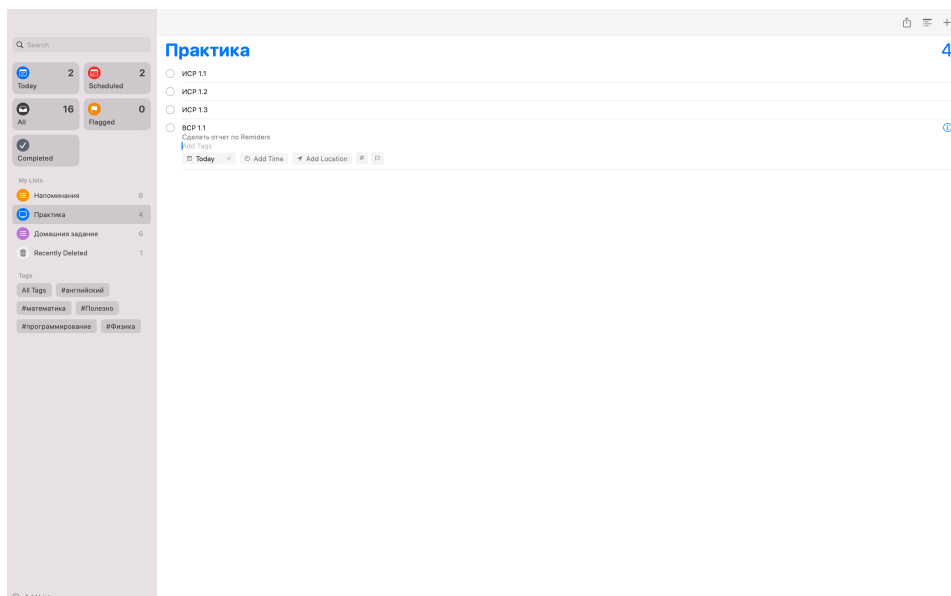 Search
2
Today
2
Scheduled
16
All
0
Flagged
Completed
My Lists
Напоминания 6
Практика 4
Домашния задания 6
Recently Deleted 1
Tags
All Tags #английский
#математика #Полезно
#программирование #Физика
Практика 4
ИСР 1.1
ИСР 1.2
ИСР 1.3
ВСР 1.1
Сделать отчет по Remiders
Add Tags
Today × Add Time Add Location #